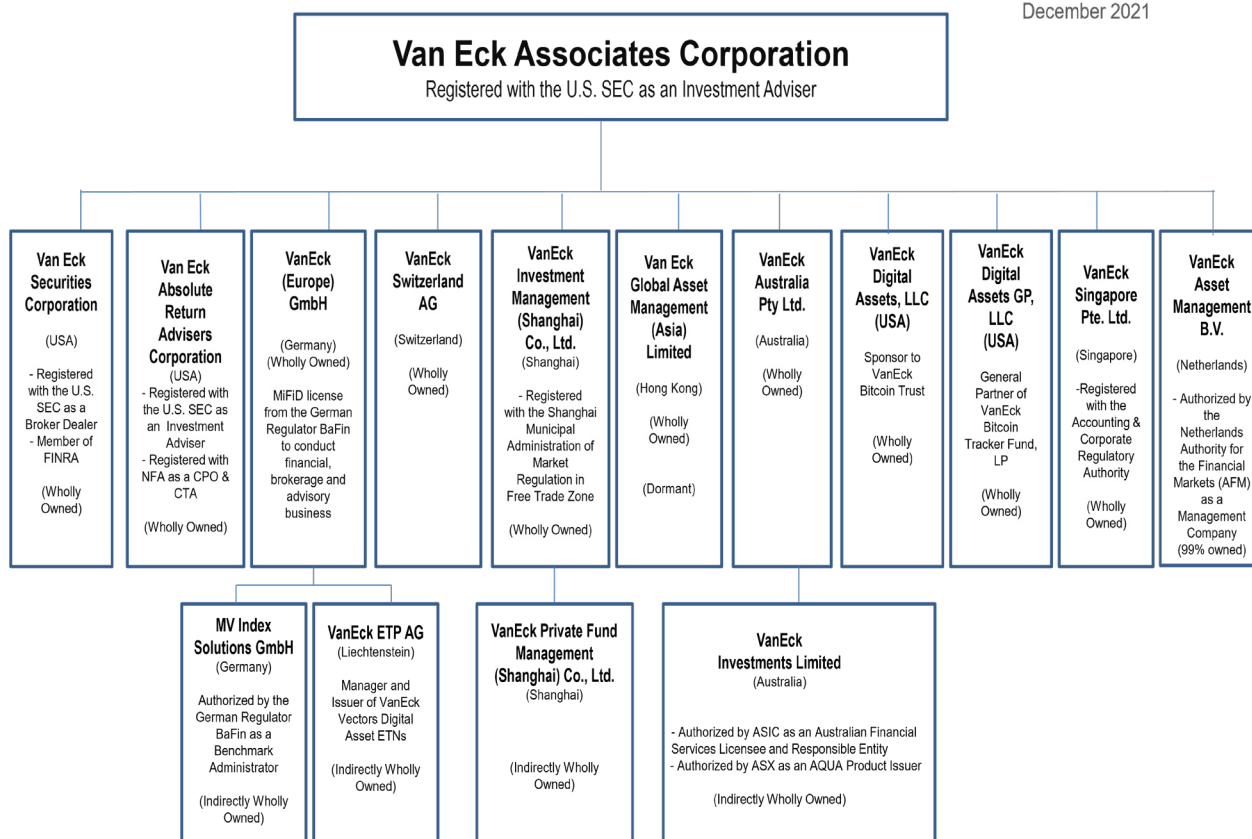 December 2021
Van Eck Associates Corporation
Registered with the U.S. SEC as an Investment Adviser
Van Eck
Securities
Corporation
(USA)
- Registered
with the U.S.
SEC as a
Broker Dealer
- Member of
FINRA
(Wholly
Owned)
Van Eck
Absolute
Return
Advisers
Corporation
(USA)
- Registered with
the U.S. SEC as
an Investment
Adviser
- Registered with
NFA as a CPO &
CTA
(Wholly Owned)
VanEck
(Europe)
GmbH
(Germany)
(Wholly Owned)
MiFiD license
from the German
Regulator BaFin
to conduct
financial,
brokerage and
advisory
business
VanEck
Switzerland
AG
(Switzerland)
(Wholly
Owned)
VanEck
Investment
Management
(Shanghai)
Co., Ltd.
(Shanghai)
- Registered
with the Shanghai
Municipal
Administration of
Market
Regulation in
Free Trade Zone
(Wholly Owned)
Van Eck
Global Asset
Management
(Asia)
Limited
(Hong Kong)
(Wholly
Owned)
(Dormant)
VanEck
Australia
Pty Ltd.
(Australia)
(Wholly
Owned)
VanEck
Digital
Assets, LLC
(USA)
Sponsor to
VanEck
Bitcoin Trust
(Wholly
Owned)
VanEck
Digital
Assets GP,
LLC
(USA)
General
Partner of
VanEck
Bitcoin
Tracker Fund,
LP
(Wholly
Owned)
VanEck
Singapore
Pte. Ltd.
(Singapore)
-Registered
with the
Accounting &
Corporate
Regulatory
Authority
(Wholly
Owned)
VanEck
Asset
Management
B.V.
(Netherlands)
- Authorized by
the
Netherlands
Authority for
the Financial
Markets (AFM)
as a
Management
Company
(99% owned)
MV Index
Solutions GmbH
(Germany)
Authorized by the
German Regulator
BaFin as a
Benchmark
Administrator
(Indirectly Wholly
Owned)
VanEck ETP AG
(Liechtenstein)
Manager and
Issuer of VanEck
Vectors Digital
Asset ETNs
(Indirectly Wholly
Owned)
VanEck Private Fund
Management
(Shanghai) Co., Ltd.
(Shanghai)
(Indirectly Wholly
Owned)
VanEck
Investments Limited
(Australia)
- Authorized by ASIC as an Australian Financial
Services Licensee and Responsible Entity
- Authorized by ASX as an AQUA Product Issuer
(Indirectly Wholly Owned)